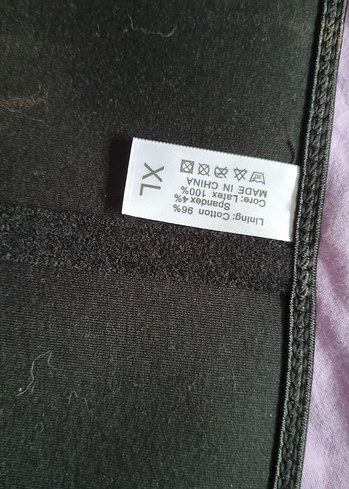 Lining: Cotton 96%
Spandex 4%
Core: Latex 100%
MADE IN CHINA
XL